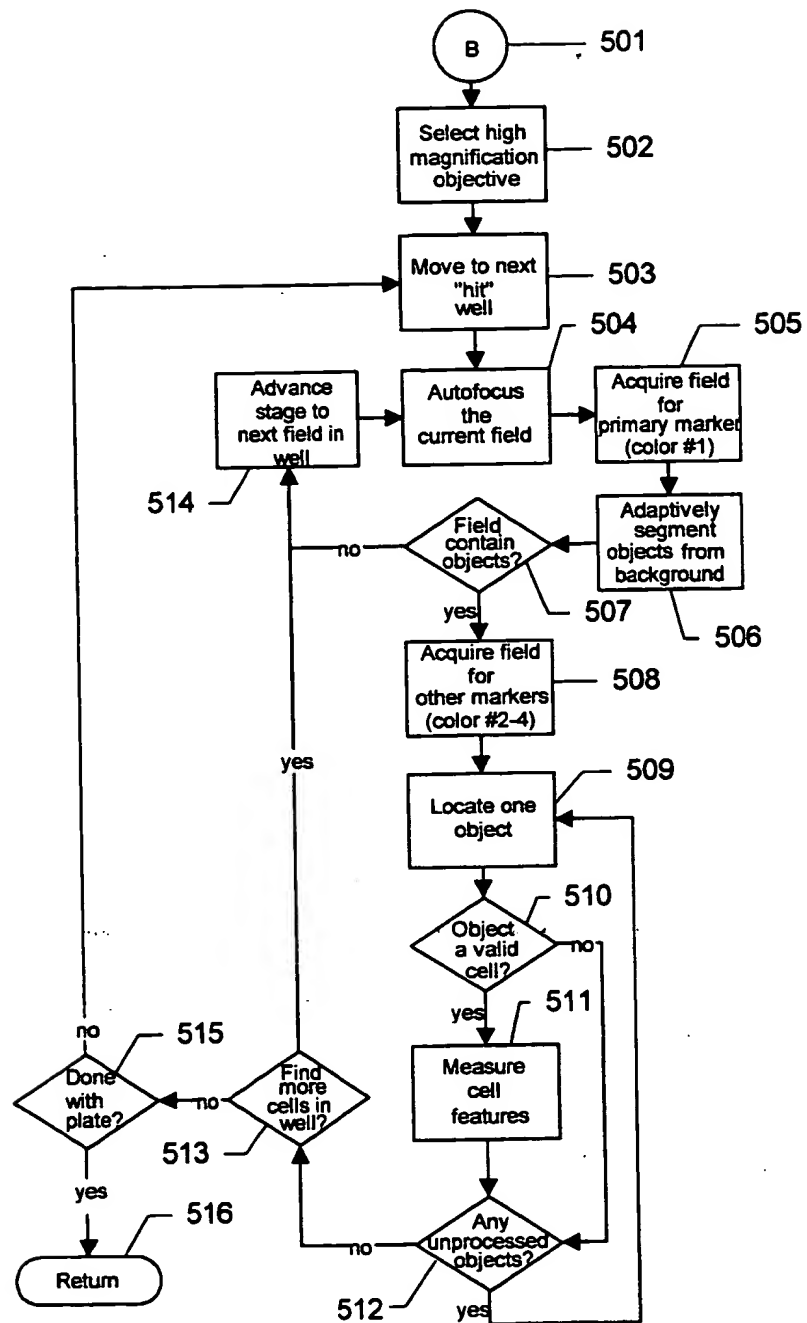 B
501
Select high
magnification
objective
502
Move to next
"hit"
well
503
504
505
Advance
stage to
next field in
well
514
Autofocus
the
current field
Acquire field
for
primary marker
(color #1)
Field
contain
objects?
no
507
yes
Adaptively
segment
objects from
background
506
Acquire field
for
other markers
(color #2-4)
508
yes
509
Locate one
object
510
Object
a valid
cell?
no
yes
511
Measure
cell
features
no
515
Done
with
plate?
no
Find
more
cells in
well?
513
yes
516
Return
no
Any
unprocessed
objects?
512
yes